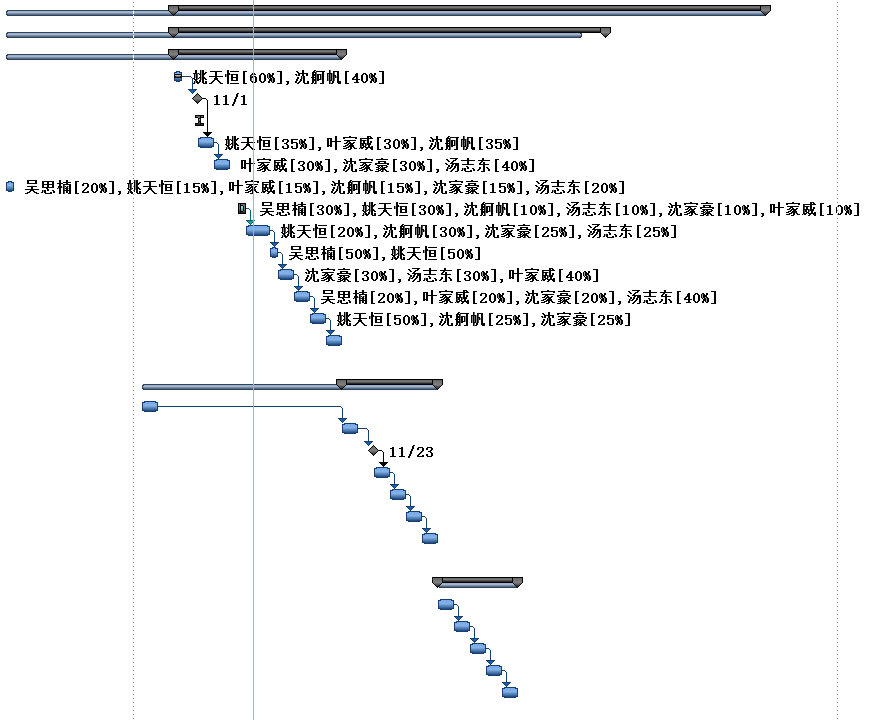 姚天恒[60%],沈舸帆[40%]
11/1
姚天恒[35%],叶家威[30%],沈舸帆[35%]
叶家威[30%],沈家豪[30%],汤志东[40%]
吴思楠[20%],姚天恒[15%],叶家威[15%],沈舸帆[15%],沈家豪[15%],汤志东[20%]
吴思楠[30%],姚天恒[30%],沈舸帆[10%],汤志东[10%],沈家豪[10%],叶家威[10%]
姚天恒[20%],沈舸帆[30%],沈家豪[25%],汤志东[25%]
吴思楠[50%],姚天恒[50%]
沈家豪[30%],汤志东[30%],叶家威[40%]
吴思楠[20%],叶家威[20%],沈家豪[20%],汤志东[40%]
姚天恒[50%],沈舸帆[25%],沈家豪[25%]
11/23